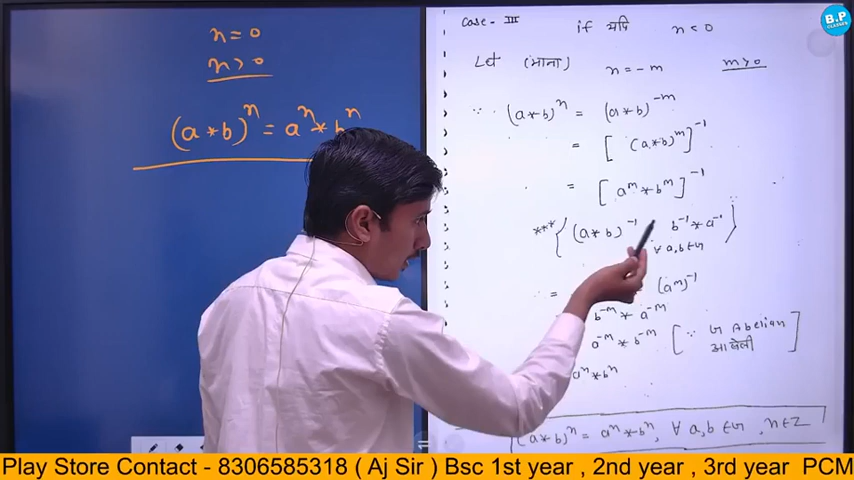 n = 0
n > 0
(a * b)^n = a^n * b^n
Case - III if यदि n < 0
B.P
Let (माना) n = -m m > 0
∵ (a * b)^n = (a * b)^-m
= [ (a * b)^m ]^-1
= [ a^m * b^m ]^-1
*** { (a * b)^-1 b^-1 * a^-1 ∵ }
∀ a, b ∈ G
∴ = (a^m)^-1
b^-m * a^-m
a^-m * b^-m [ ∵ G Abelian
आबेली ]
a^n * b^n
(a * b)^n = a^n * b^n, ∀ a, b ∈ G, n ∈ Z
Play Store Contact - 8306585318 ( Aj Sir ) Bsc 1st year , 2nd year , 3rd year PCM